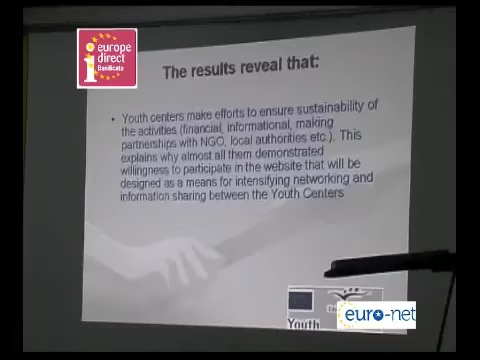 europe
direct
Basilicata
The results reveal that:
• Youth centers make efforts to ensure sustainability of
the activities (financial, informational, making
partnerships with NGO, local authorities etc.). This
explains why almost all them demonstrated
willingness to participate in the website that will be
designed as a means for intensifying networking and
information sharing between the Youth Centers
Youth
euro-net